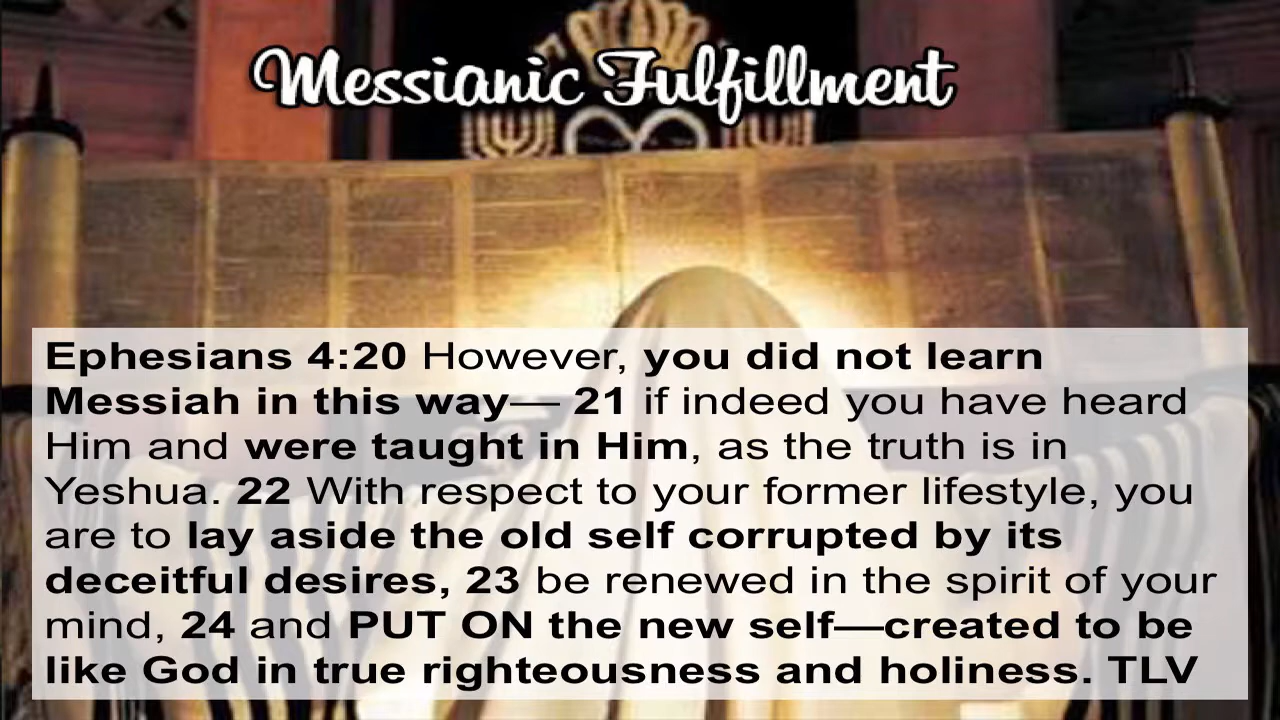 Messianic Fulfillment
Ephesians 4:20 However, you did not learn
Messiah in this way— 21 if indeed you have heard
Him and were taught in Him, as the truth is in
Yeshua. 22 With respect to your former lifestyle, you
are to lay aside the old self corrupted by its
deceitful desires, 23 be renewed in the spirit of your
mind, 24 and PUT ON the new self—created to be
like God in true righteousness and holiness. TLV